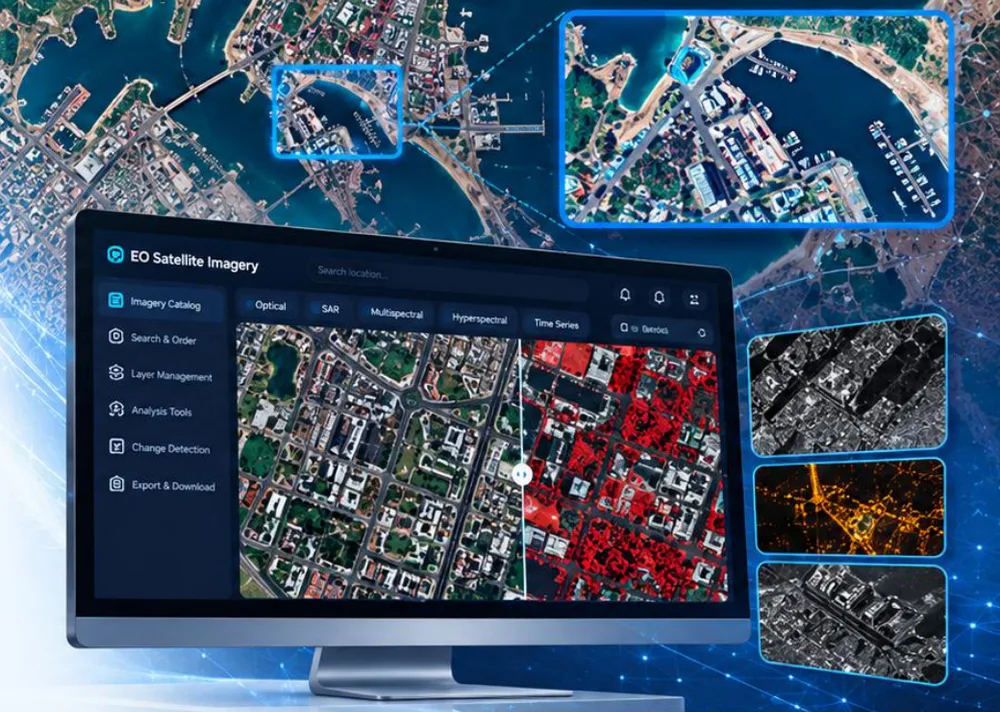 EO Satellite Imagery
Search location...
Imagery Catalog
Search & Order
Layer Management
Analysis Tools
Change Detection
Export & Download
Optical
SAR
Multispectral
Hyperspectral
Time Series